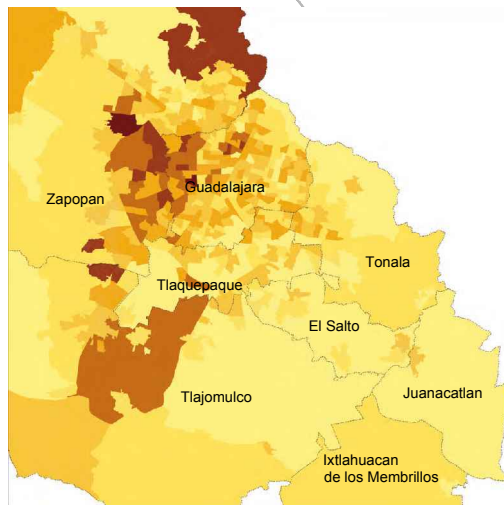 Guadalajara
Zapopan
Tonala
Tlaquepaque
El Salto
Tlajomulco
Juanacatlan
Ixtlahuacan
de los Membrillos